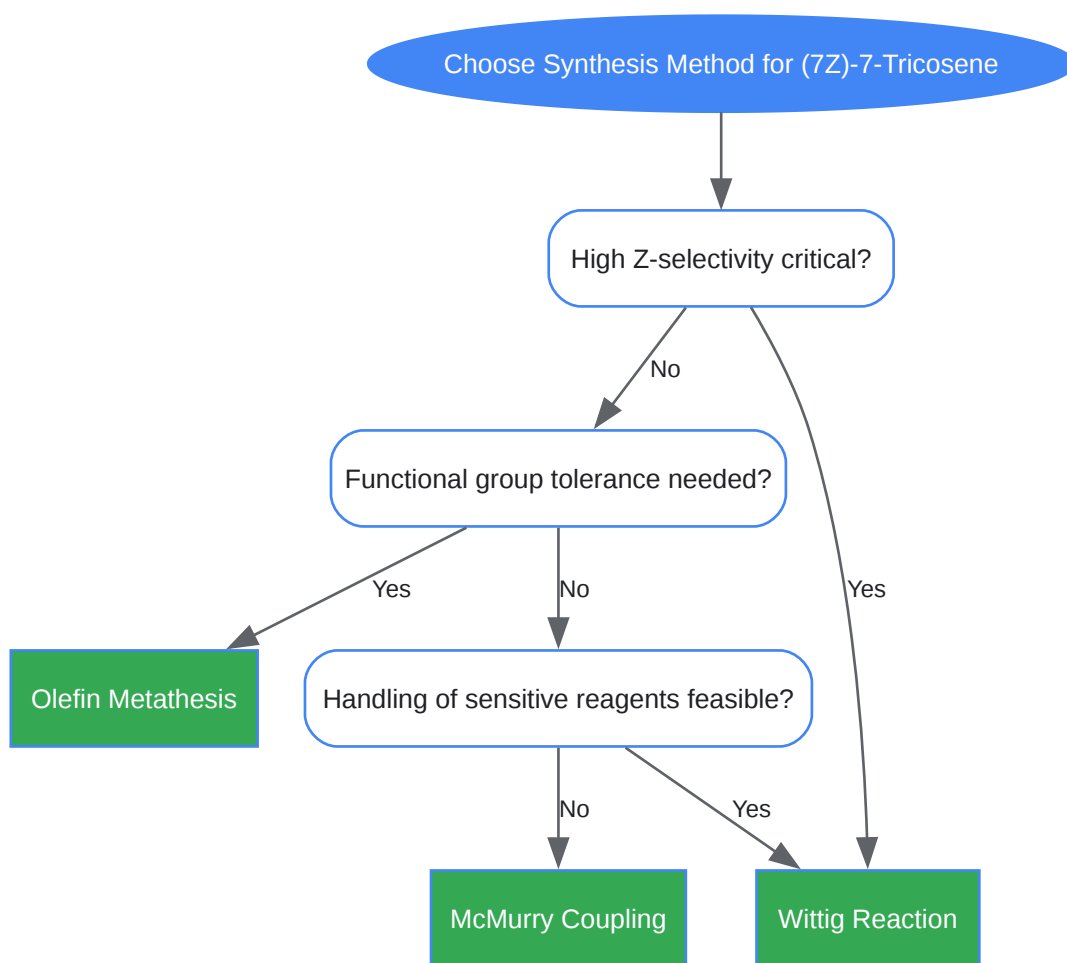 Choose Synthesis Method for (7Z)-7-Tricosene
High Z-selectivity critical?
No
Functional group tolerance needed?
Yes
No
Yes
Olefin Metathesis
Handling of sensitive reagents feasible?
No
Yes
McMurry Coupling
Wittig Reaction